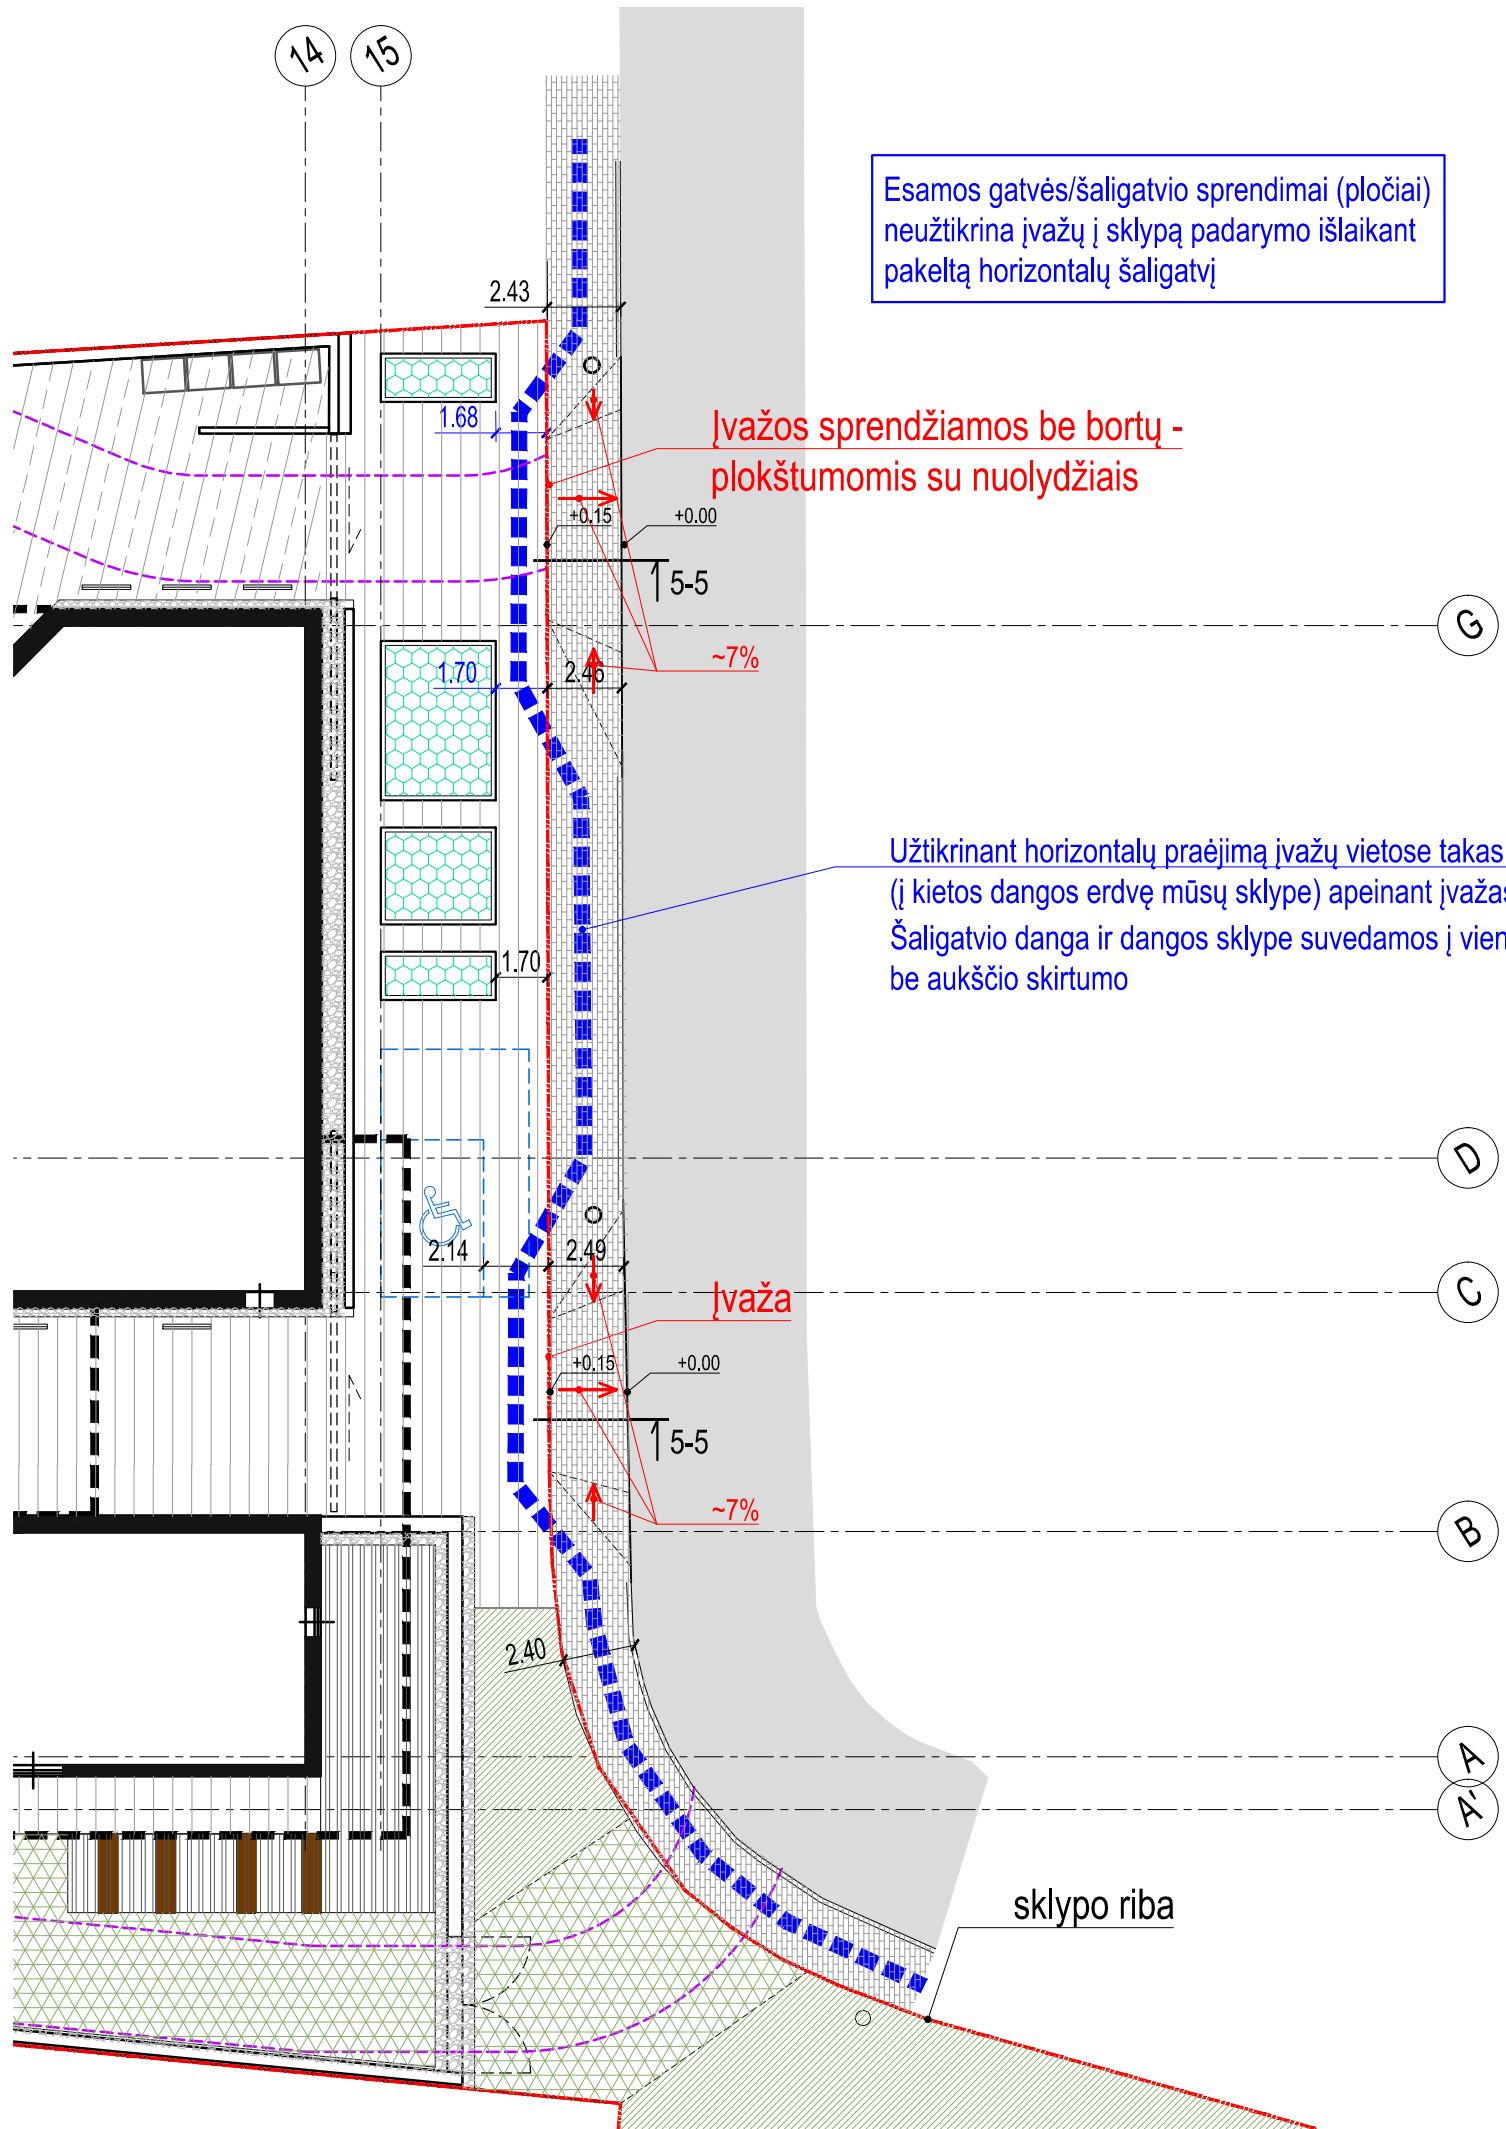 14
15
Esamos gatvės/šaligatvio sprendimai (pločiai)
neužtikrina įvažų į sklypą padarymo išlaikant
pakeltą horizontalų šaligatvį
2.43
1.68
Įvažos sprendžiamos be bortų -
plokštumomis su nuolydžiais
+0.15
+0.00
5-5
G
~7%
1.70
2.46
Užtikrinant horizontalų praėjimą įvažų vietose takas
(į kietos dangos erdvę mūsų sklype) apeinant įvažas
Šaligatvio danga ir dangos sklype suvedamos į vien
be aukščio skirtumo
1.70
D
2.14
2.49
C
Įvaža
+0.15
+0.00
5-5
~7%
B
2.40
A
A'
sklypo riba